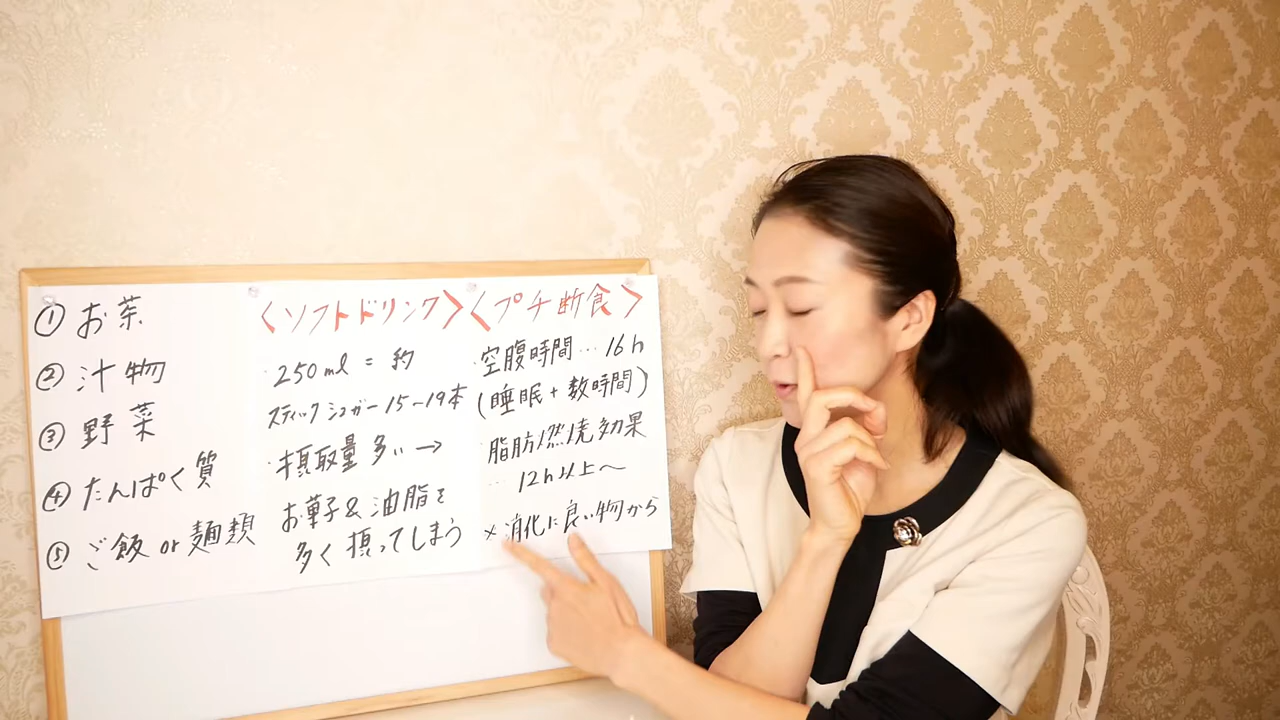 ① お茶
② 汁物
③ 野菜
④ たんぱく質
⑤ ご飯 or 麺類
〈ソフトドリンク〉
・250ml = 約
スティックシュガー15〜19本
・摂取量多い→
お菓子&油脂を
多く摂ってしまう
〈プチ断食〉
・空腹時間…16h
(睡眠+数時間)
・脂肪燃焼効果
…12h以上〜
※消化に良い物から